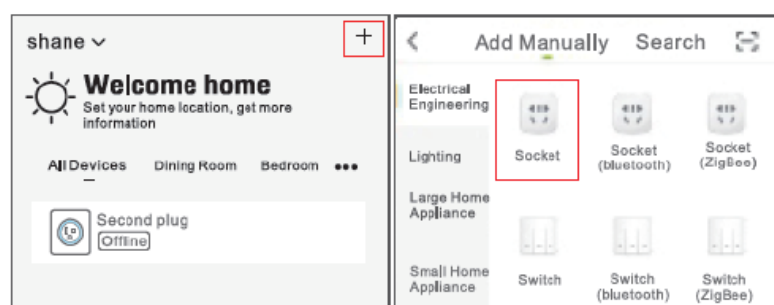 shane
Welcome home
Set your home location, get more
information
All Devices Dining Room Bedroom
Second plug
Offline
Add Manually Search
Electrical
Engineering
Lighting
Large Home
Appliance
Small Home
Appliance
Socket
Socket
(bluetooth)
Socket
(ZigBee)
Switch
Switch
(bluetooth)
Switch
(ZigBee)